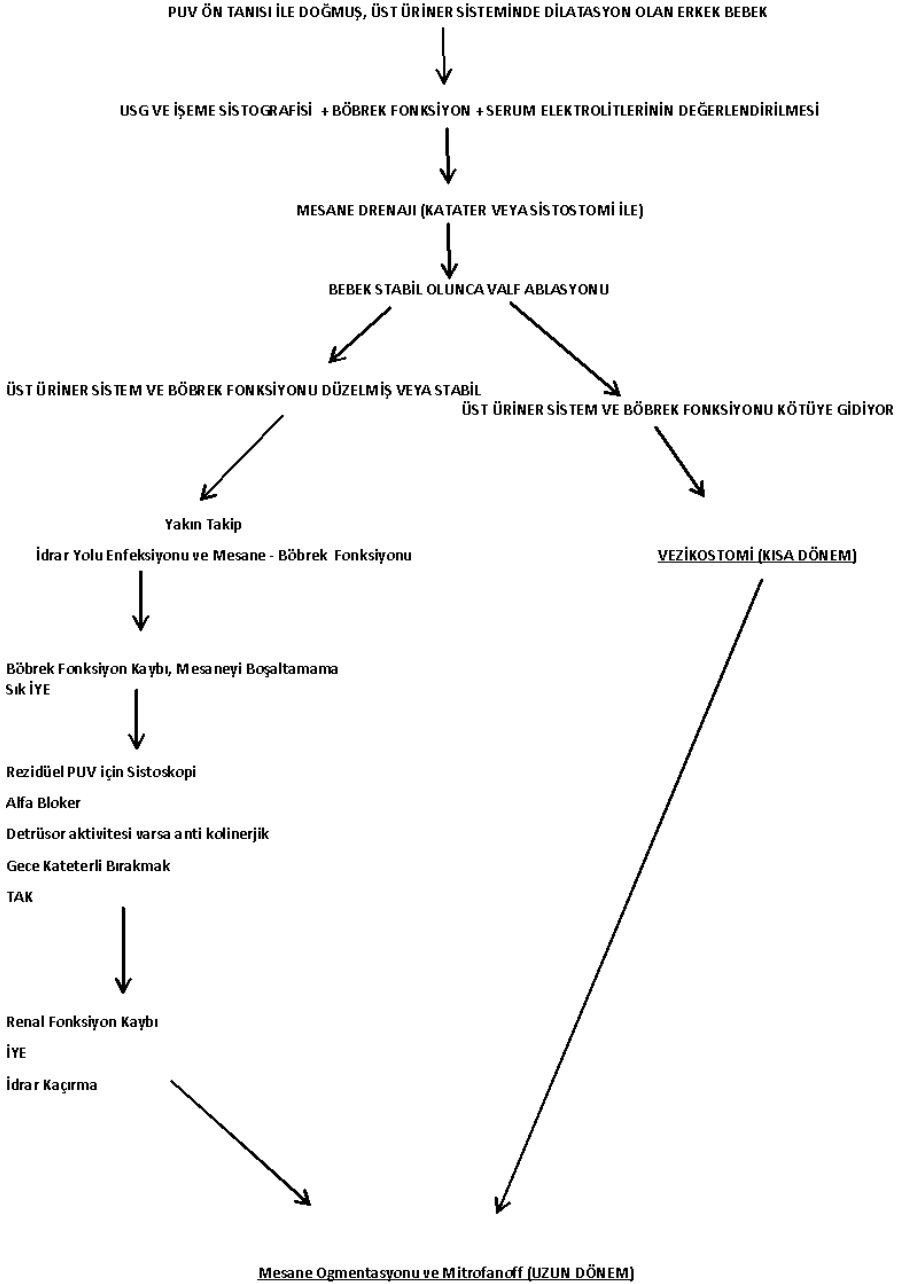 PUV ÖN TANISI İLE DOĞMUŞ, ÜST ÜRİNER SİSTEMİNDE DİLATASYON OLAN ERKEK BEBEK
USG VE İŞEME SİSTOGRAFİSİ + BÖBREK FONKSİYON + SERUM ELEKTROLİTLERİNİN DEĞERLENDİRİLMESİ
MESANE DRENAJI (KATATER VEYA SİSTOSTOMİ İLE)
BEBEK STABİL OLUNCA VALF ABLASYONU
ÜST ÜRİNER SİSTEM VE BÖBREK FONKSİYONU DÜZELMİŞ VEYA STABİL
ÜST ÜRİNER SİSTEM VE BÖBREK FONKSİYONU KÖTÜYE GİDİYOR
Yakın Takip
İdrar Yolu Enfeksiyonu ve Mesane - Böbrek Fonksiyonu
VEZİKOSTOMİ (KISA DÖNEM)
Böbrek Fonksiyon Kaybı, Mesaneyi Boşaltamama
Sık İYE
Rezidüel PUV için Sistoskopi
Alfa Bloker
Detrüsor aktivitesi varsa anti kolinerjik
Gece Kateterli Bırakmak
TAK
Renal Fonksiyon Kaybı
İYE
İdrar Kaçırma
Mesane Ogmentasyonu ve Mitrofanoff (UZUN DÖNEM)